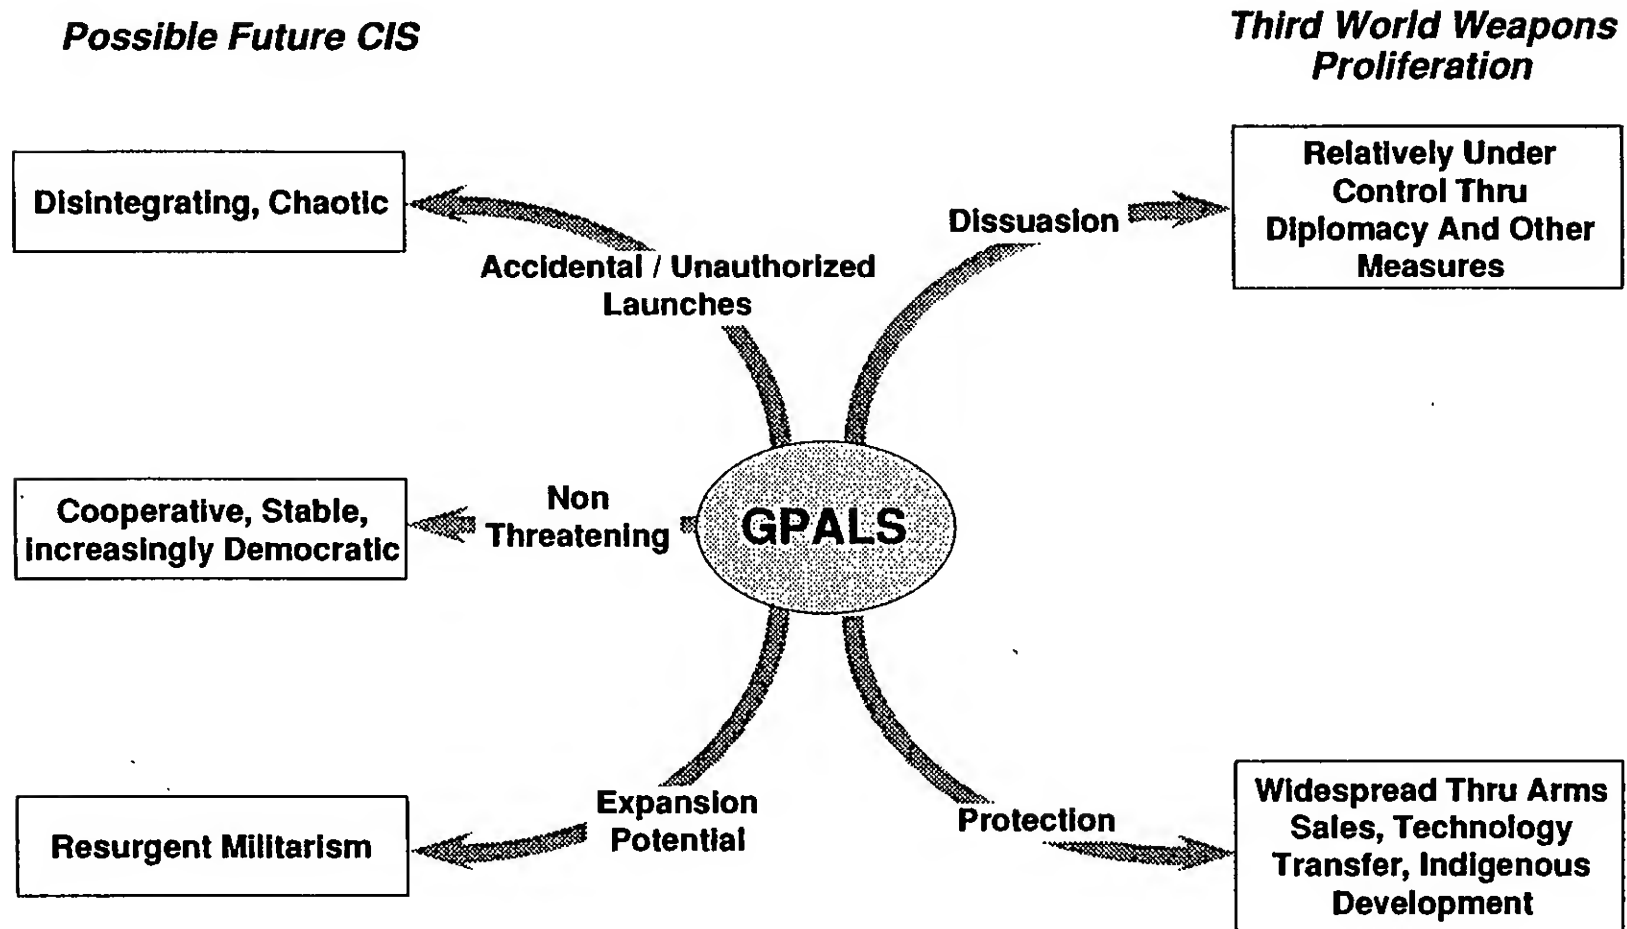 Possible Future CIS
Third World Weapons
Proliferation
Disintegrating, Chaotic
Accidental / Unauthorized
Launches
Dissuasion
Relatively Under
Control Thru
Diplomacy And Other
Measures
Cooperative, Stable,
increasingly Democratic
Non
Threatening
GPALS
Resurgent Militarism
Expansion
Potential
Protection
Widespread Thru Arms
Sales, Technology
Transfer, Indigenous
Development